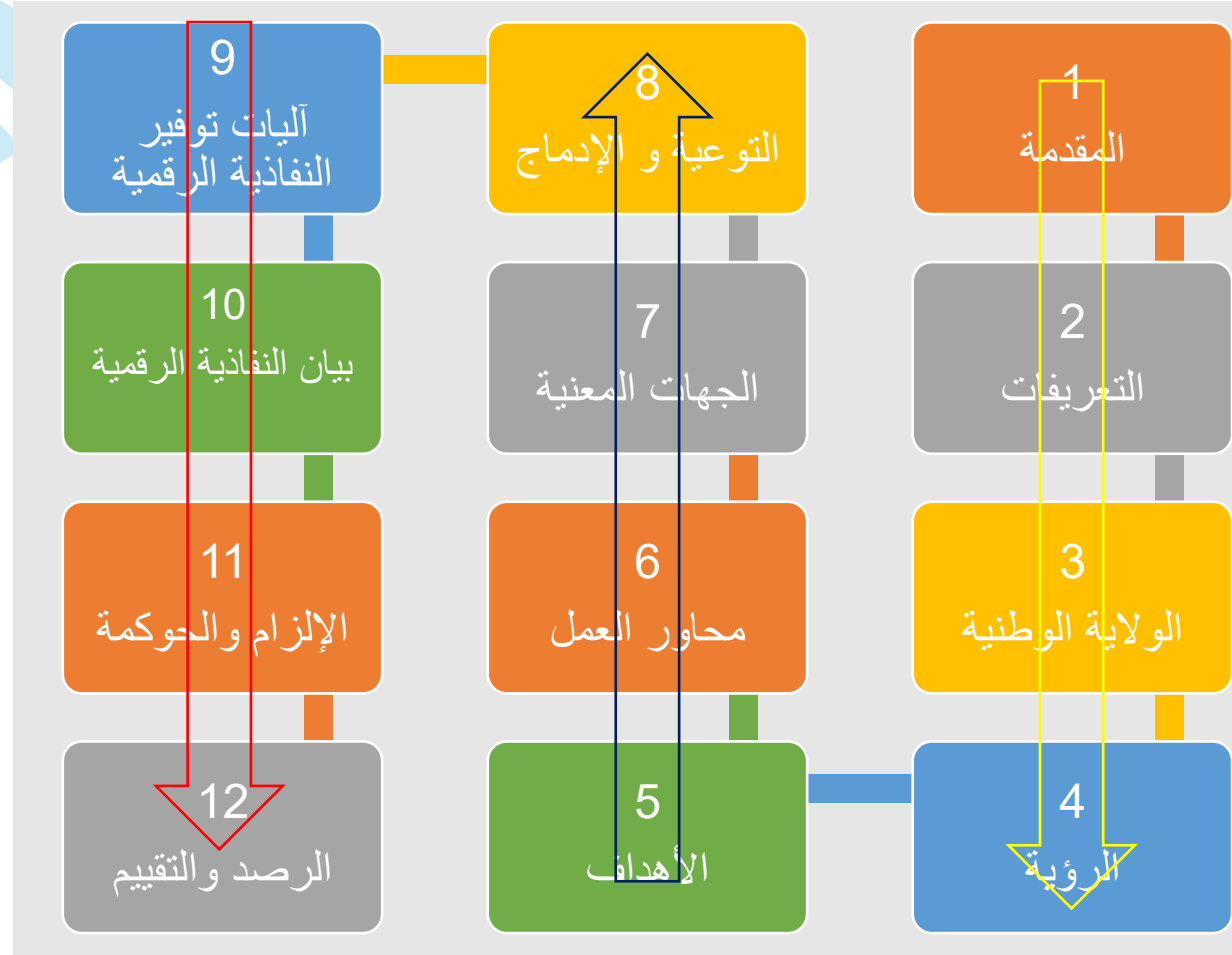 1
المقدمة
2
التعريفات
3
الولاية الوطنية
4
الرؤية
5
الأهداف
6
محاور العمل
7
الجهات المعنية
8
التوعية و الإدماج
9
آليات توفير
النفاذية الرقمية
10
بيان النفاذية الرقمية
11
الإلزام والحوكمة
12
الرصد والتقييم